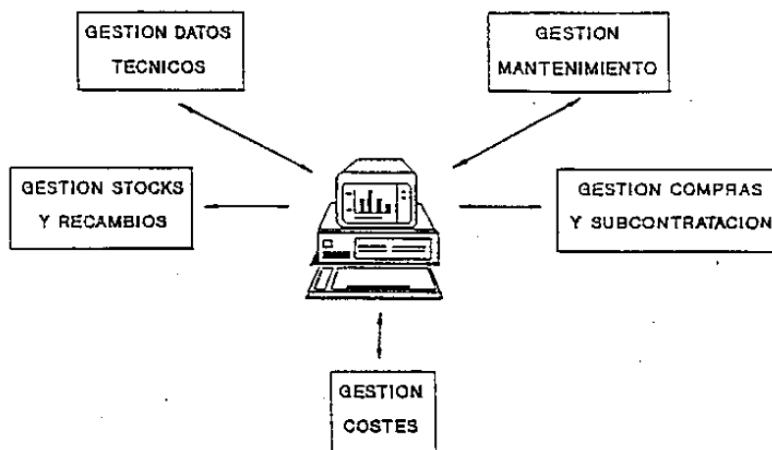 GESTION DATOS
TECNICOS
GESTION
MANTENIMIENTO
GESTION STOCKS
Y RECAMBIOS
GESTION COMPRAS
Y SUBCONTRATACION
GESTION
COSTES